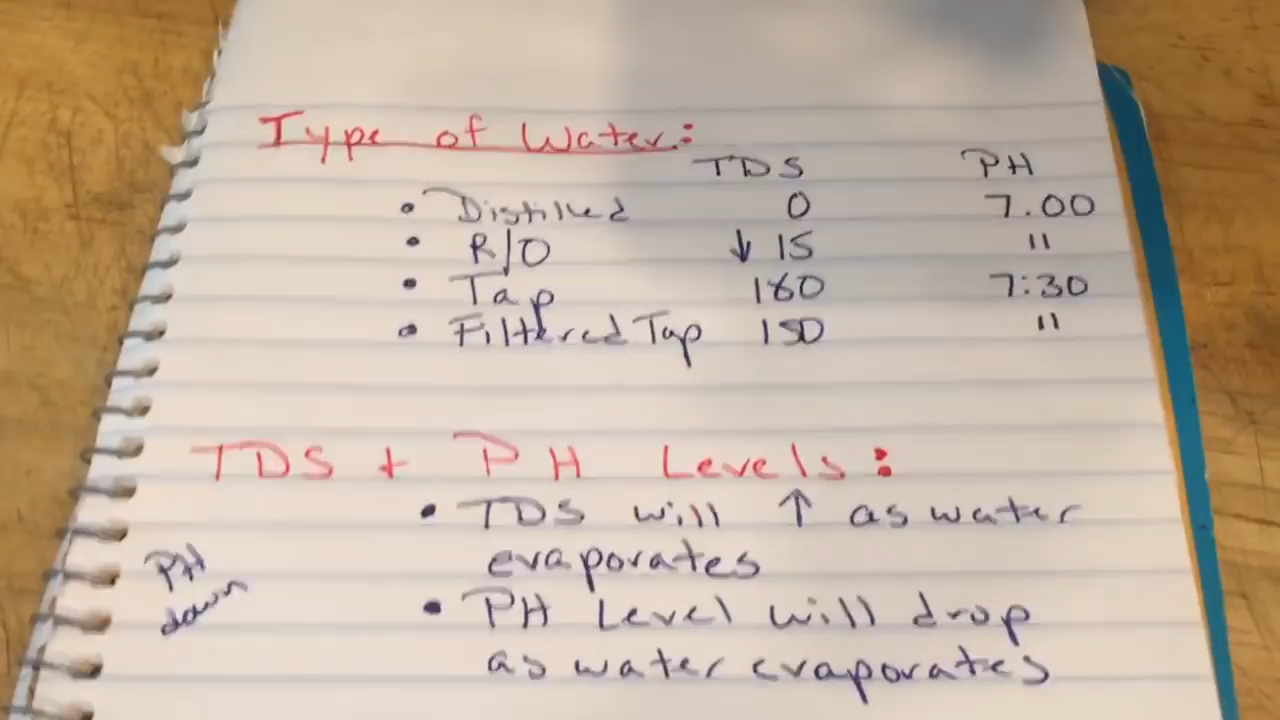 Type of Water:
TDS PH
• Distilled 0 7.00
• R/O ↓ 15 "
• Tap 160 7:30
• Filtered Tap 150 "
TDS + PH Levels:
• TDS will ↑ as water
evaporates
PH
down
• PH Level will drop
as water evaporates